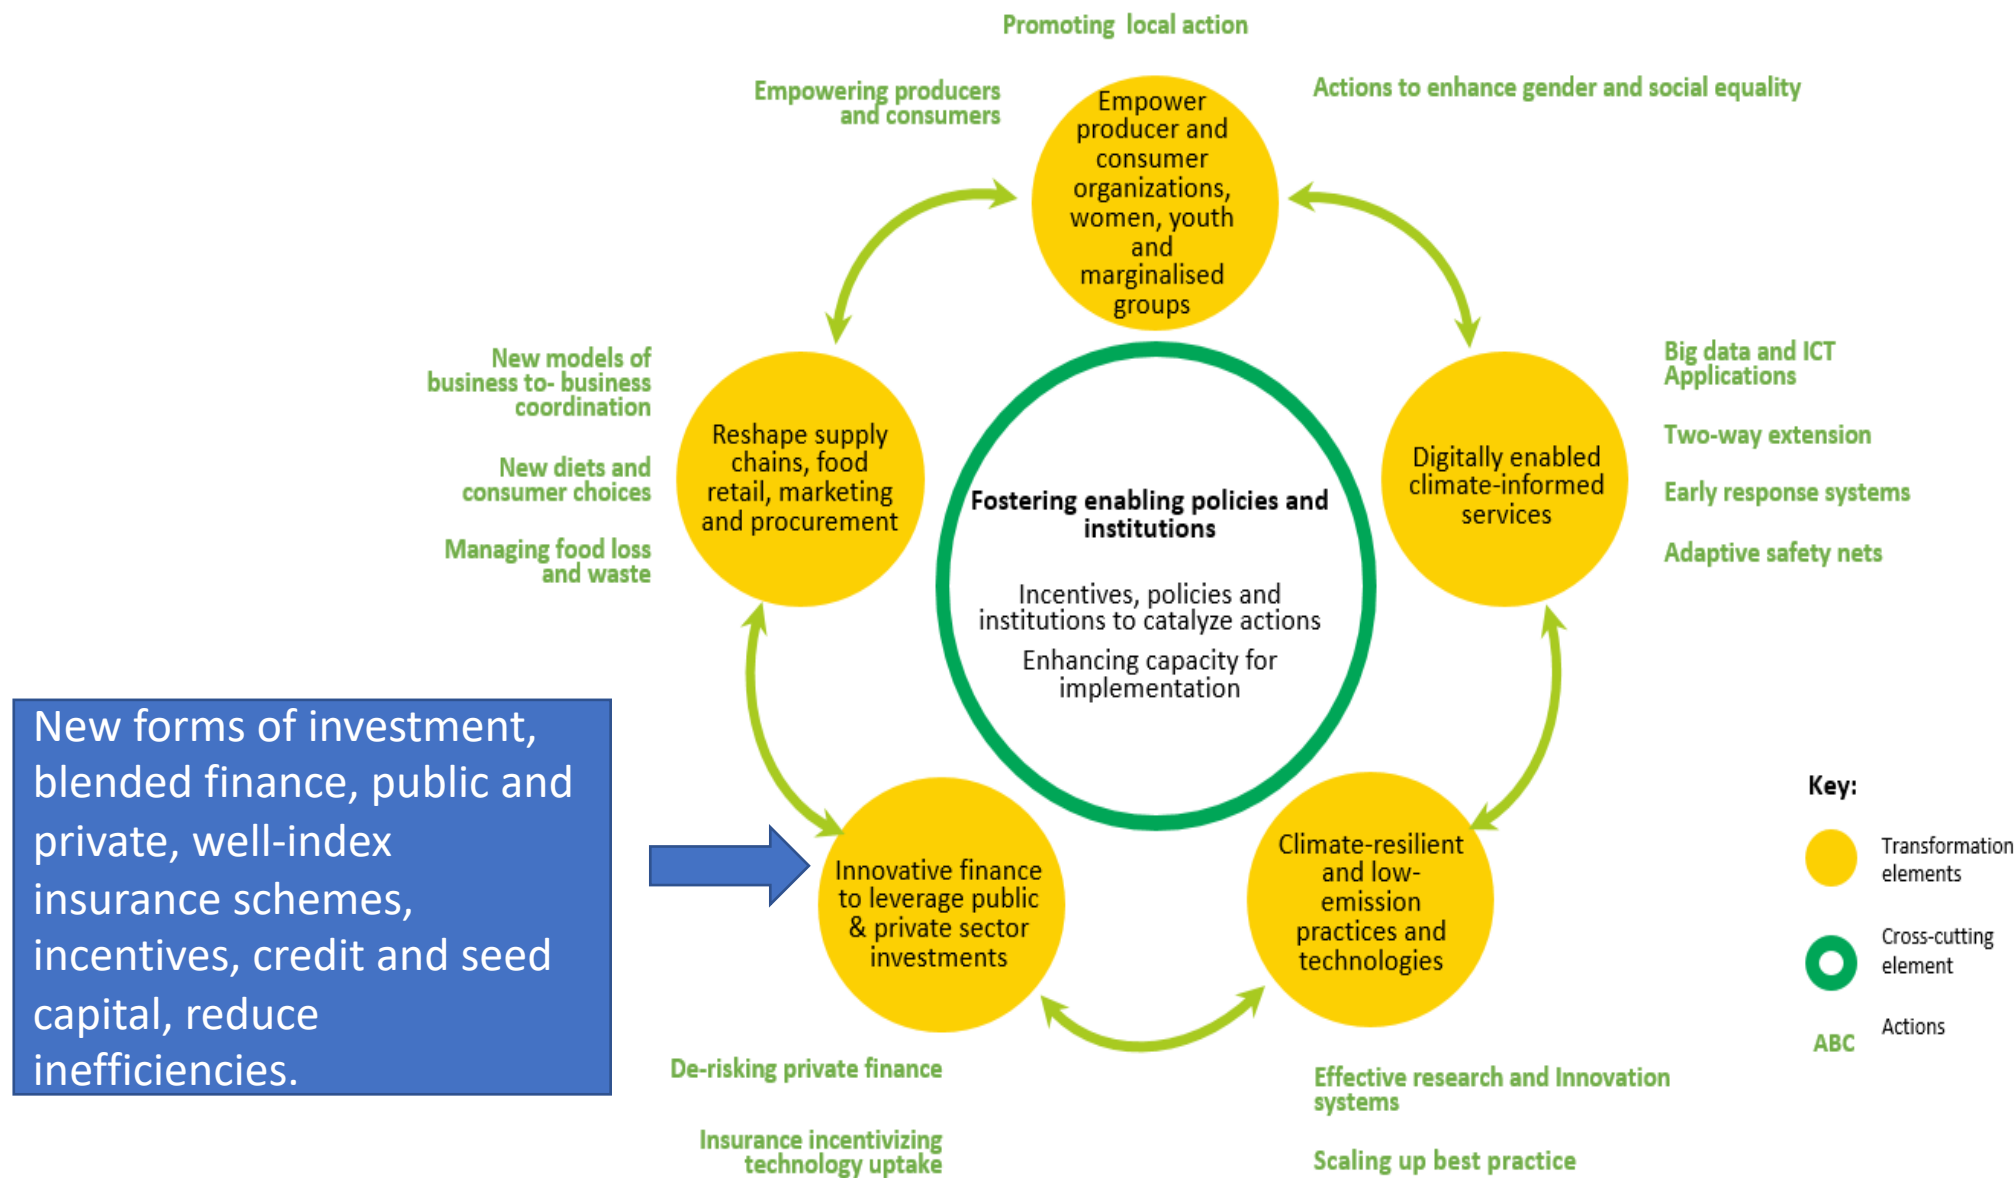 Promoting local action
Empowering producers
and consumers
Actions to enhance gender and social equality
Empower
producer and
consumer
organizations,
women, youth
and
marginalised
groups
New models of
business to- business
coordination
New diets and
consumer choices
Managing food loss
and waste
Reshape supply
chains, food
retail, marketing
and procurement
Fostering enabling policies and
institutions
Incentives, policies and
institutions to catalyze actions
Enhancing capacity for
implementation
Digitally enabled
climate-informed
services
Big data and ICT
Applications
Two-way extension
Early response systems
Adaptive safety nets
New forms of investment,
blended finance, public and
private, well-index
insurance schemes,
incentives, credit and seed
capital, reduce
inefficiencies.
Innovative finance
to leverage public
& private sector
investments
Climate-resilient
and low-
emission
practices and
technologies
De-risking private finance
Insurance incentivizing
technology uptake
Effective research and Innovation
systems
Scaling up best practice
Key:
Transformation
elements
Cross-cutting
element
ABC Actions